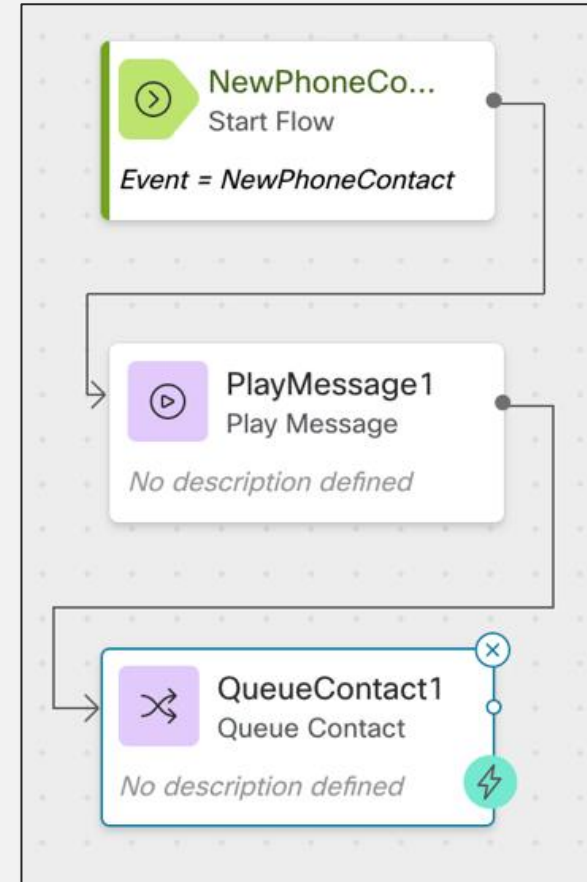 NewPhoneCo...
Start Flow
Event = NewPhoneContact
PlayMessage1
Play Message
No description defined
QueueContact1
Queue Contact
No description defined